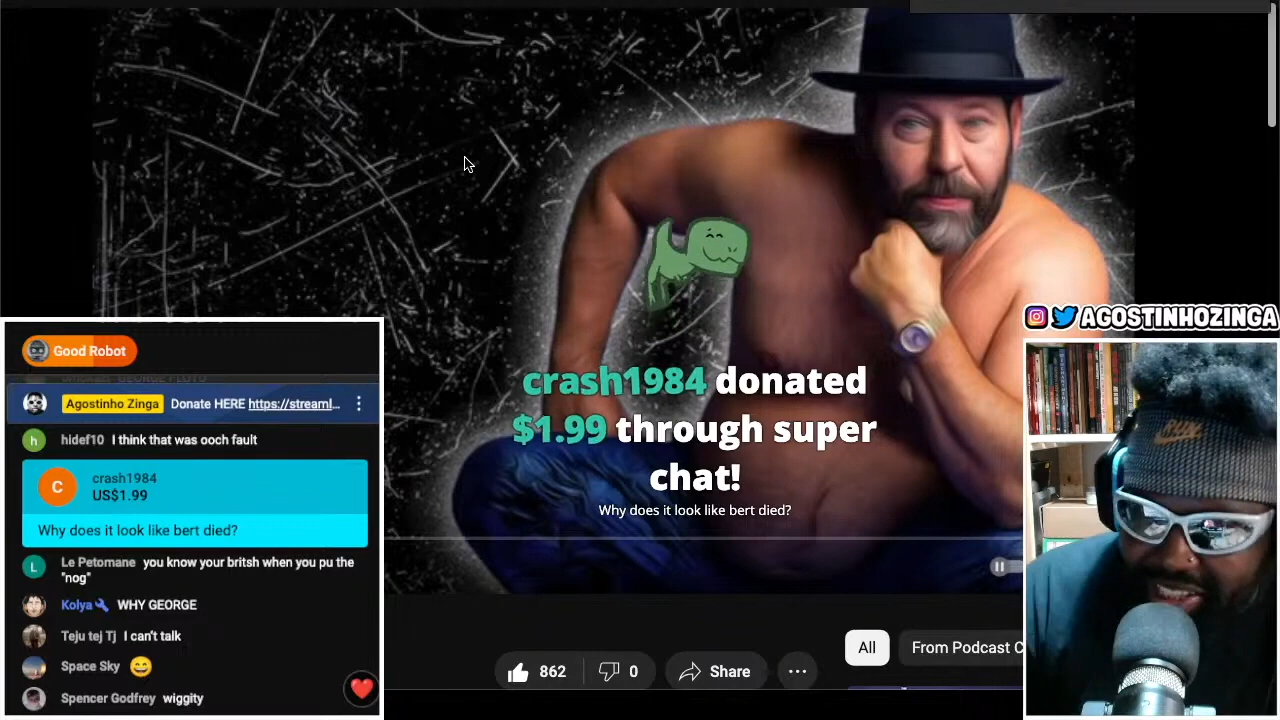 crash1984 donated
$1.99 through super
chat!
Why does it look like bert died?
862
0
Share
All
From Podcast C
AGOSTINHOZINGA
Good Robot
Agostinho Zinga Donate HERE https://streaml...
h hidef10 I think that was ooch fault
C crash1984
US$1.99
Why does it look like bert died?
L Le Petomane you know your britsh when you pu the
"nog"
Kolya WHY GEORGE
Teju tej Tj I can't talk
Space Sky
Spencer Godfrey wiggity
RUN